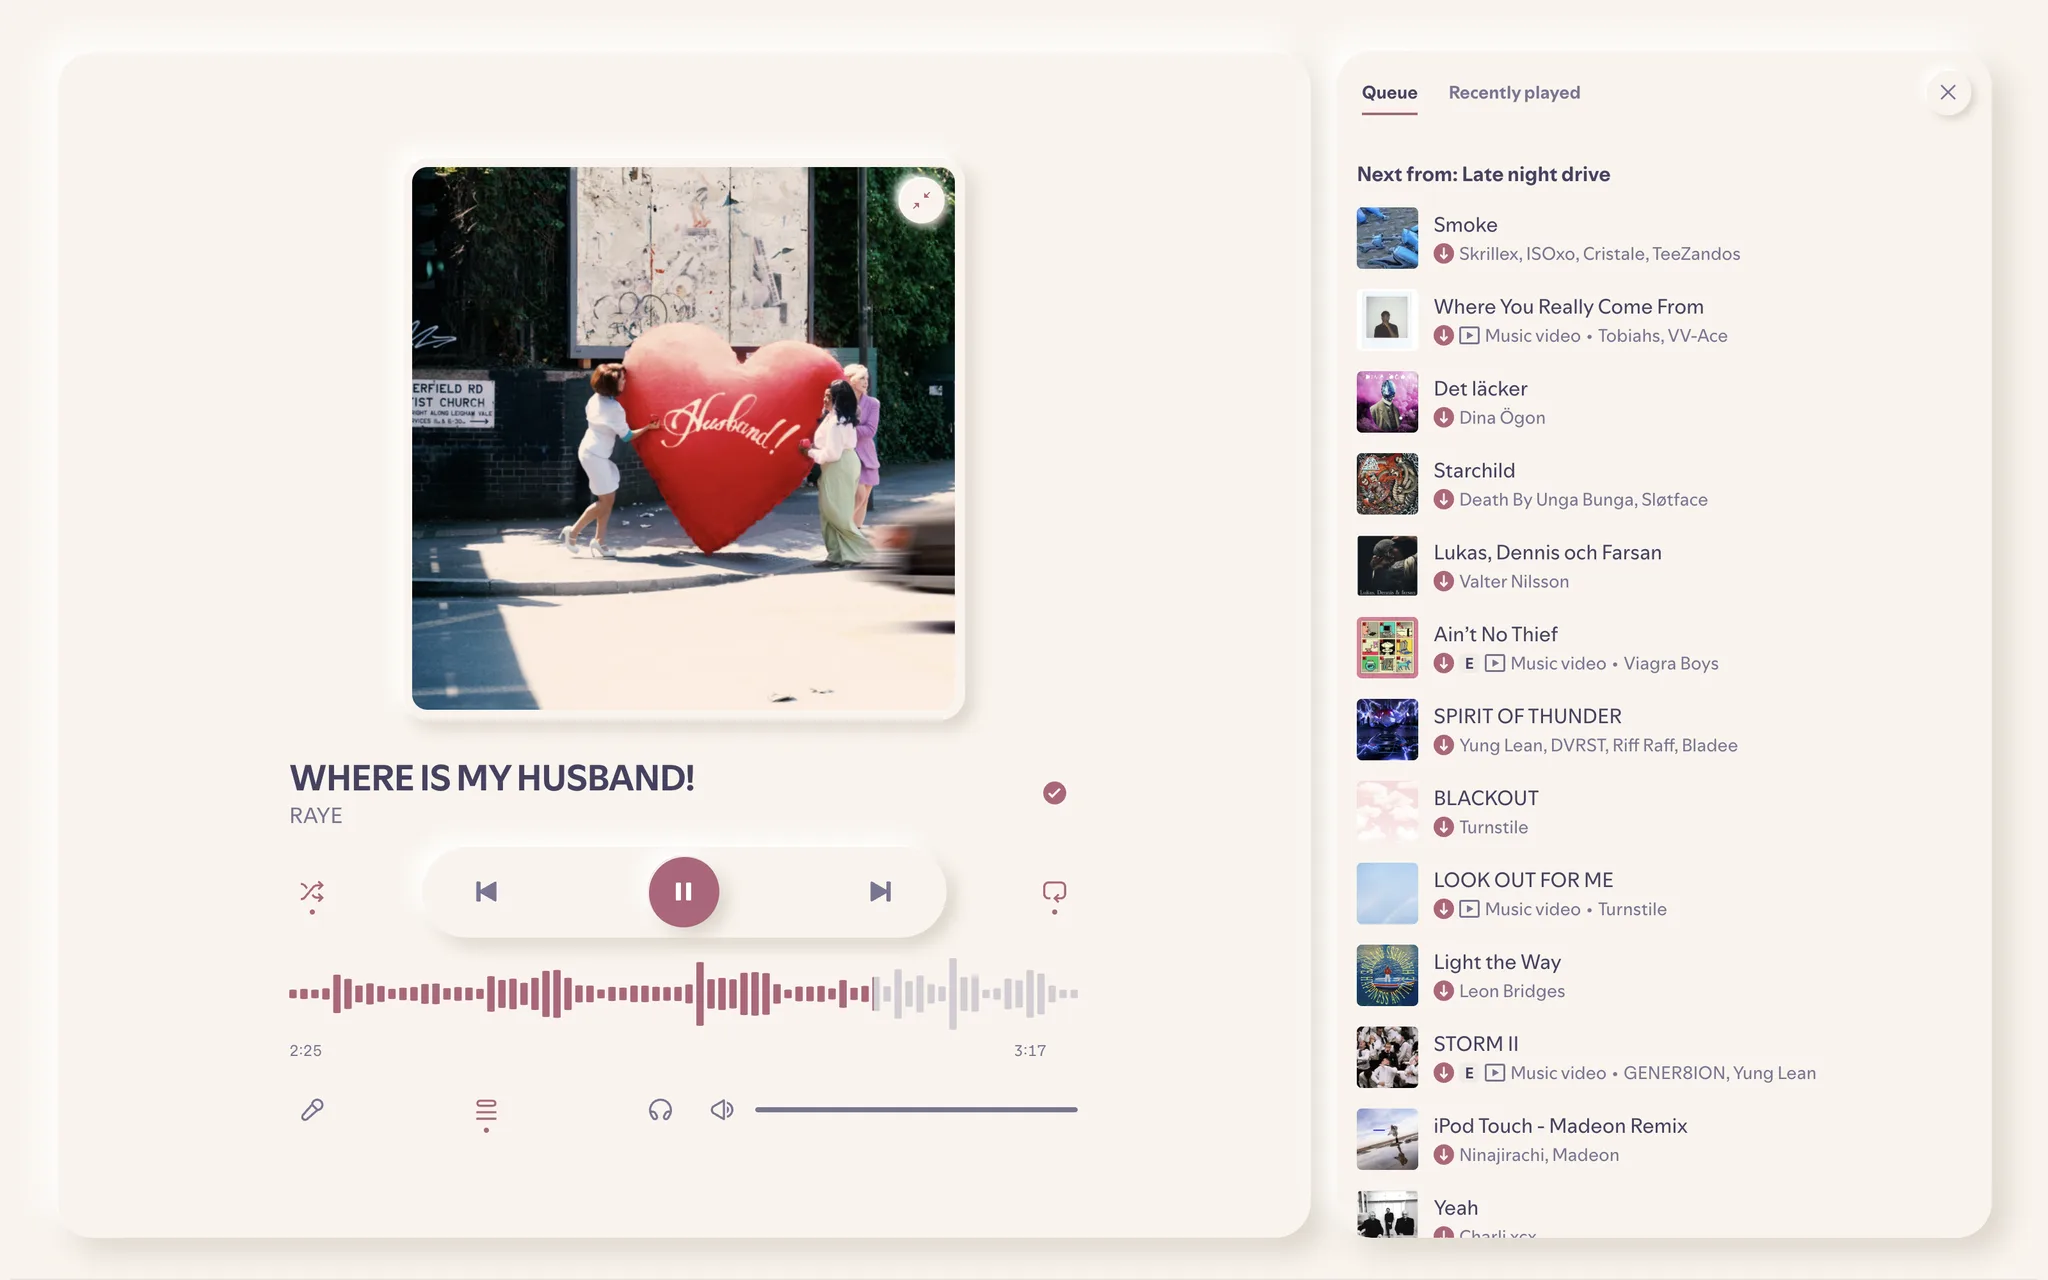 ERFIELD RD
IST CHURCH
Husband!
WHERE IS MY HUSBAND!
RAYE
2:25
3:17
Queue
Recently played
Next from: Late night drive
Smoke
Skrillex, ISOxo, Cristale, TeeZandos
Where You Really Come From
Music video • Tobiahs, VV-Ace
Det läcker
Dina Ögon
Starchild
Death By Unga Bunga, Sløtface
Lukas, Dennis och Farsan
Valter Nilsson
Ain’t No Thief
E Music video • Viagra Boys
SPIRIT OF THUNDER
Yung Lean, DVRST, Riff Raff, Bladee
BLACKOUT
Turnstile
LOOK OUT FOR ME
Music video • Turnstile
Light the Way
Leon Bridges
STORM II
E Music video • GENER8ION, Yung Lean
iPod Touch - Madeon Remix
Ninajirachi, Madeon
Yeah
Charli xcx